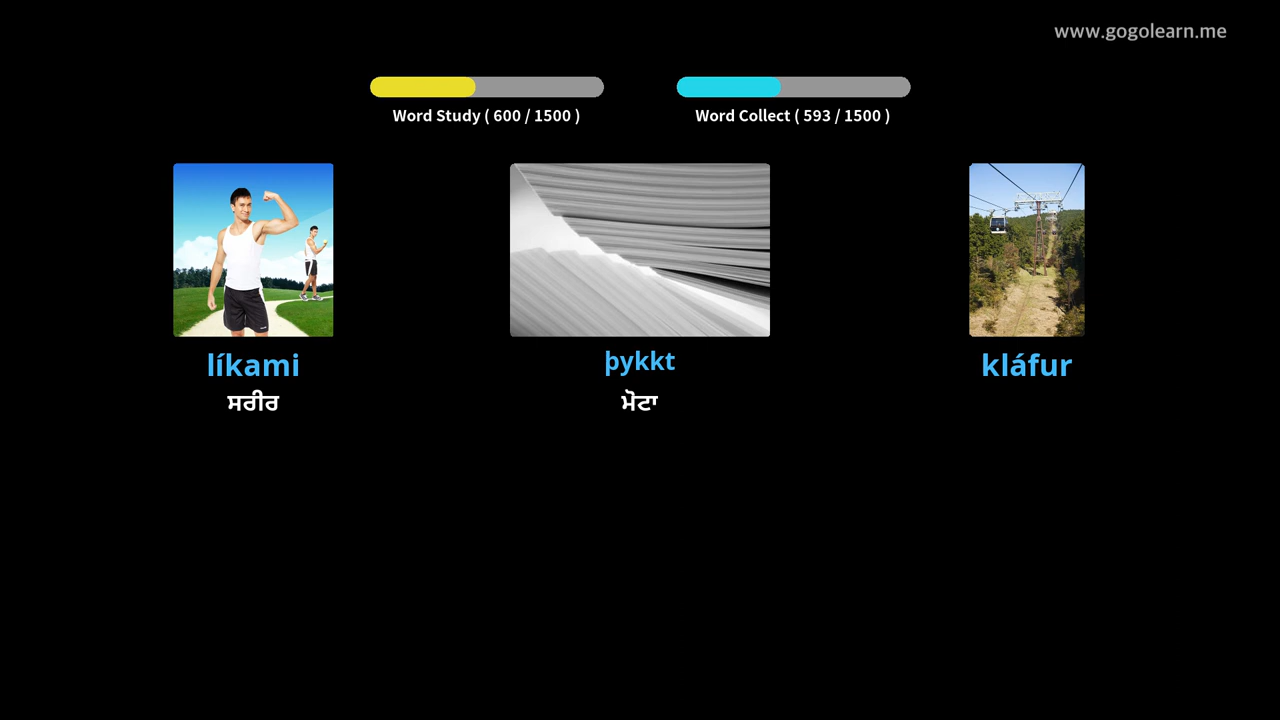 www.gogolearn.me
Word Study ( 600 / 1500 )
Word Collect ( 593 / 1500 )
líkami
þykkt
kláfur
ਸਰੀਰ
ਮੋਟਾ